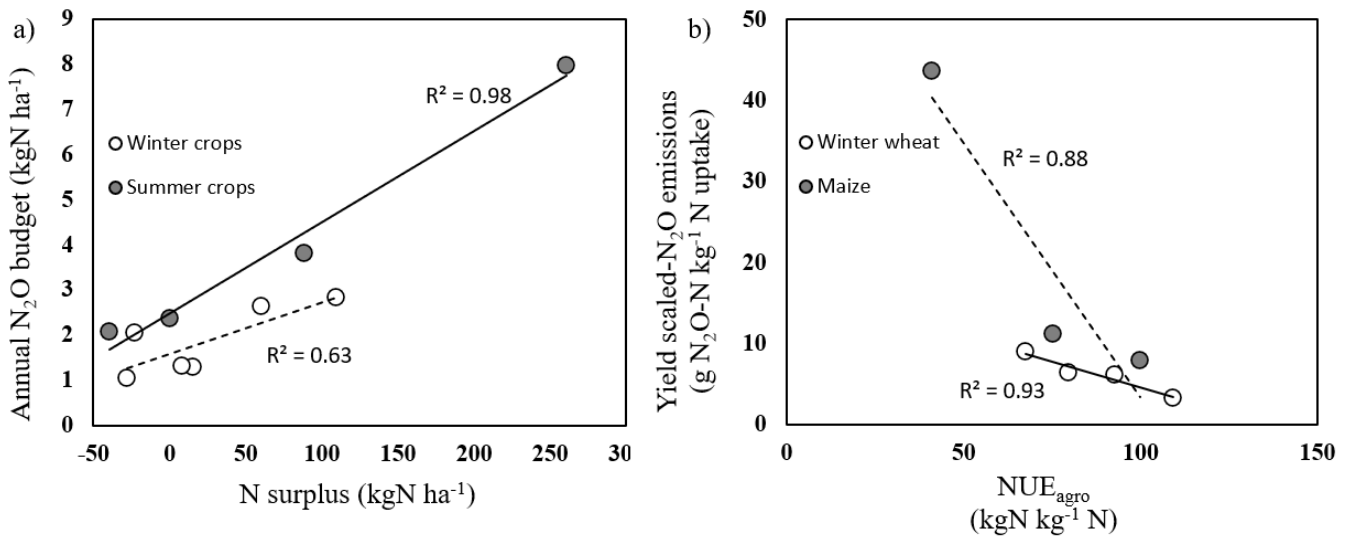 a)
Annual N₂O budget (kgN ha⁻¹)
9
8
7
6
5
4
3
2
1
0
R² = 0.98
Winter crops
Summer crops
R² = 0.63
-50
0
50
100
150
200
250
30
N surplus (kgN ha⁻¹)
b)
Yield scaled-N₂O emissions
(g N₂O-N kg⁻¹ N uptake)
50
40
30
20
10
0
Winter wheat
Maize
R² = 0.88
R² = 0.93
0
50
100
150
NUEagro
(kgN kg⁻¹ N)